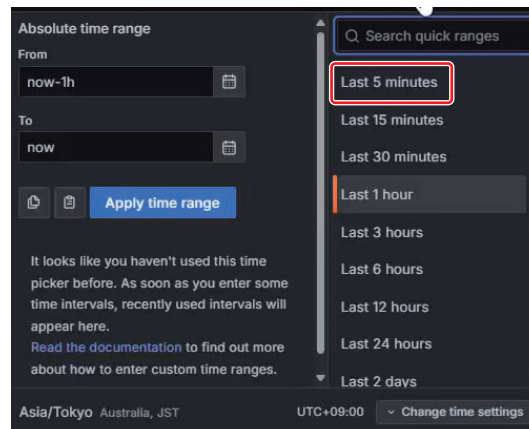 Absolute time range
From
now-1h
To
now
Apply time range
It looks like you haven't used this time
picker before. As soon as you enter some
time intervals, recently used intervals will
appear here.
Read the documentation to find out more
about how to enter custom time ranges.
Search quick ranges
Last 5 minutes
Last 15 minutes
Last 30 minutes
Last 1 hour
Last 3 hours
Last 6 hours
Last 12 hours
Last 24 hours
Last 2 days
Asia/Tokyo Australia, JST
UTC+09:00
Change time settings